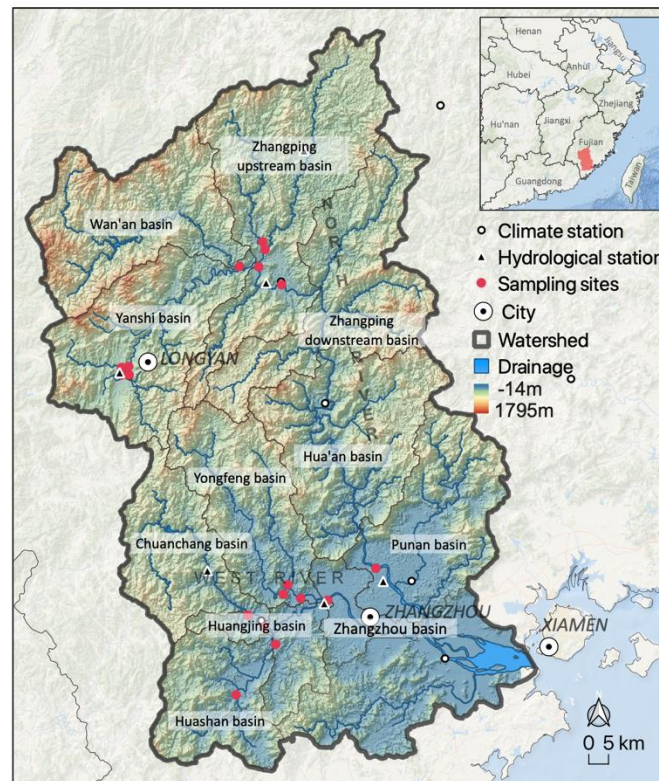 Henan
Jiangsu
Hubei
Anhui
Zhejiang
Hu'nan
Jiangxi
Fujian
Guangdong
Taiwan
Climate station
Hydrological station
Sampling sites
City
Watershed
Drainage
-14m
1795m
Zhangping
upstream basin
NORTH RIVER
Wan'an basin
Yanshi basin
Zhangping
downstream basin
LONGYAN
Hua'an basin
Yongfeng basin
Chuanchang basin
Punan basin
WEST RIVER
ZHANGZHOU
XIAMEN
Huangjing basin
Zhangzhou basin
Huashan basin
N
0 5 km